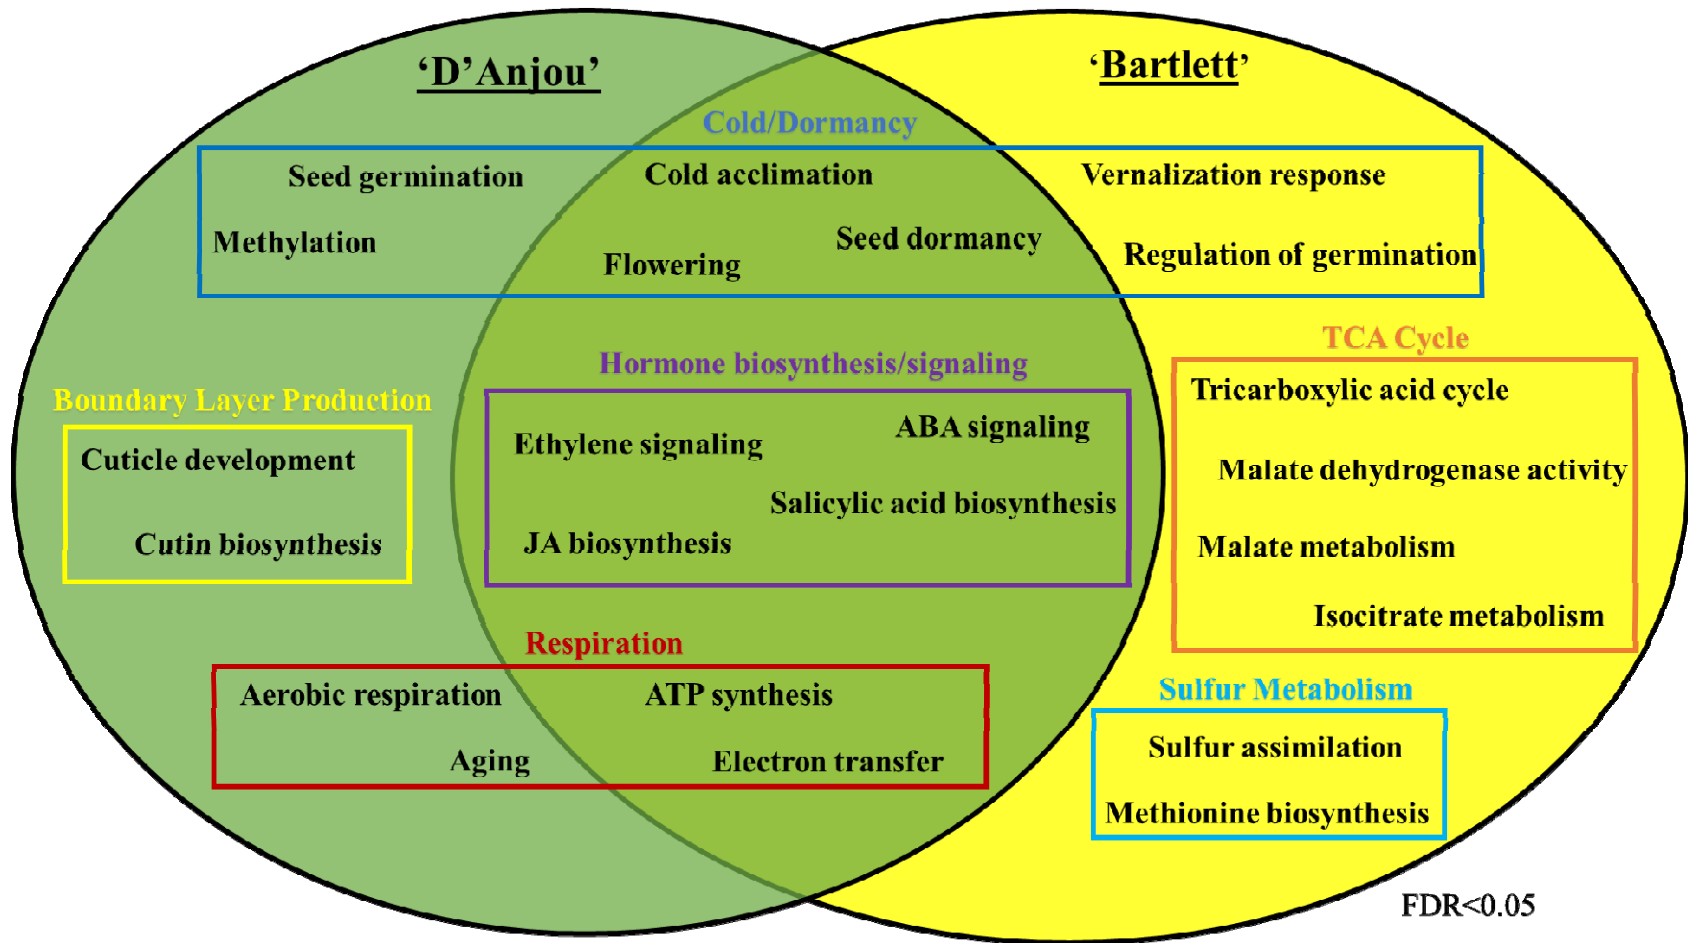 ‘D’Anjou’
‘Bartlett’
Cold/Dormancy
Seed germination
Cold acclimation
Vernalization response
Methylation
Flowering
Seed dormancy
Regulation of germination
TCA Cycle
Hormone biosynthesis/signaling
Boundary Layer Production
Tricarboxylic acid cycle
Ethylene signaling
ABA signaling
Cuticle development
Malate dehydrogenase activity
Salicylic acid biosynthesis
Cutin biosynthesis
JA biosynthesis
Malate metabolism
Isocitrate metabolism
Respiration
Aerobic respiration
ATP synthesis
Sulfur Metabolism
Aging
Electron transfer
Sulfur assimilation
Methionine biosynthesis
FDR<0.05